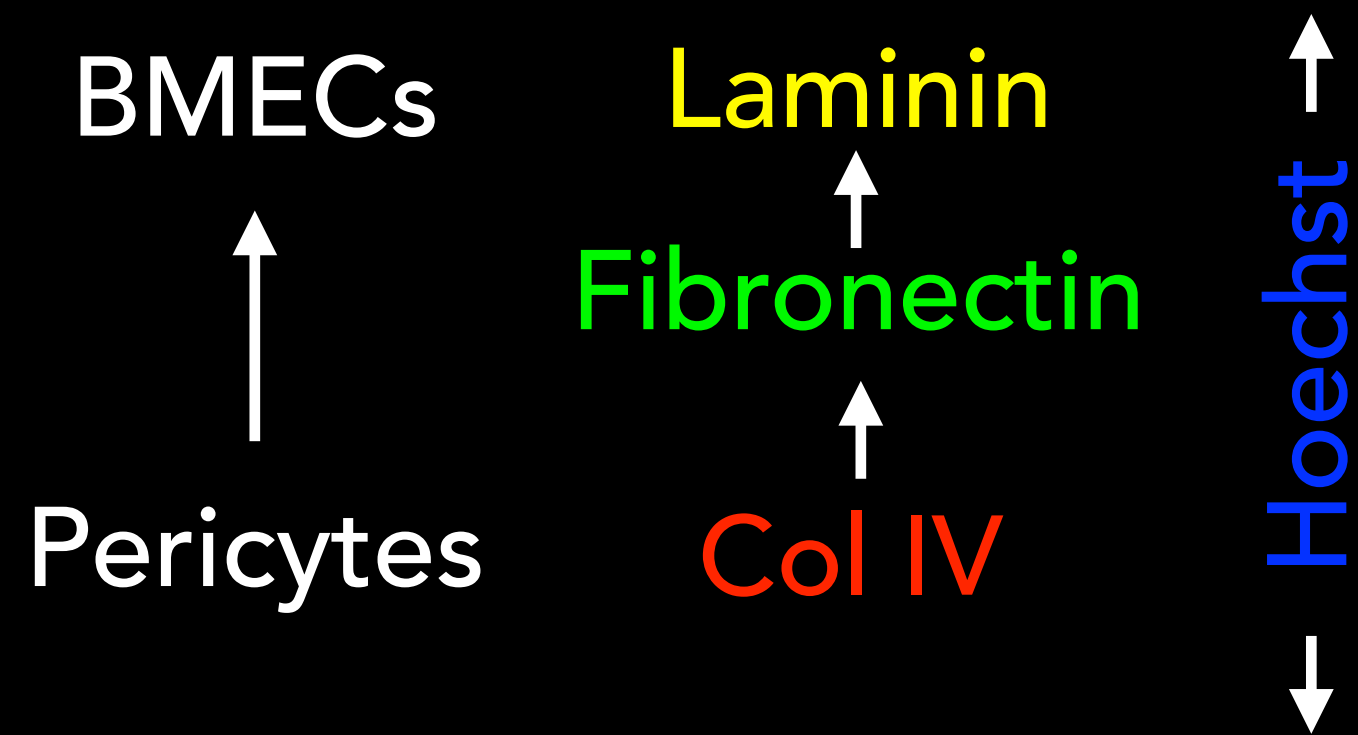 BMECs
Pericytes
Laminin
Fibronectin
Col IV
Hoechst